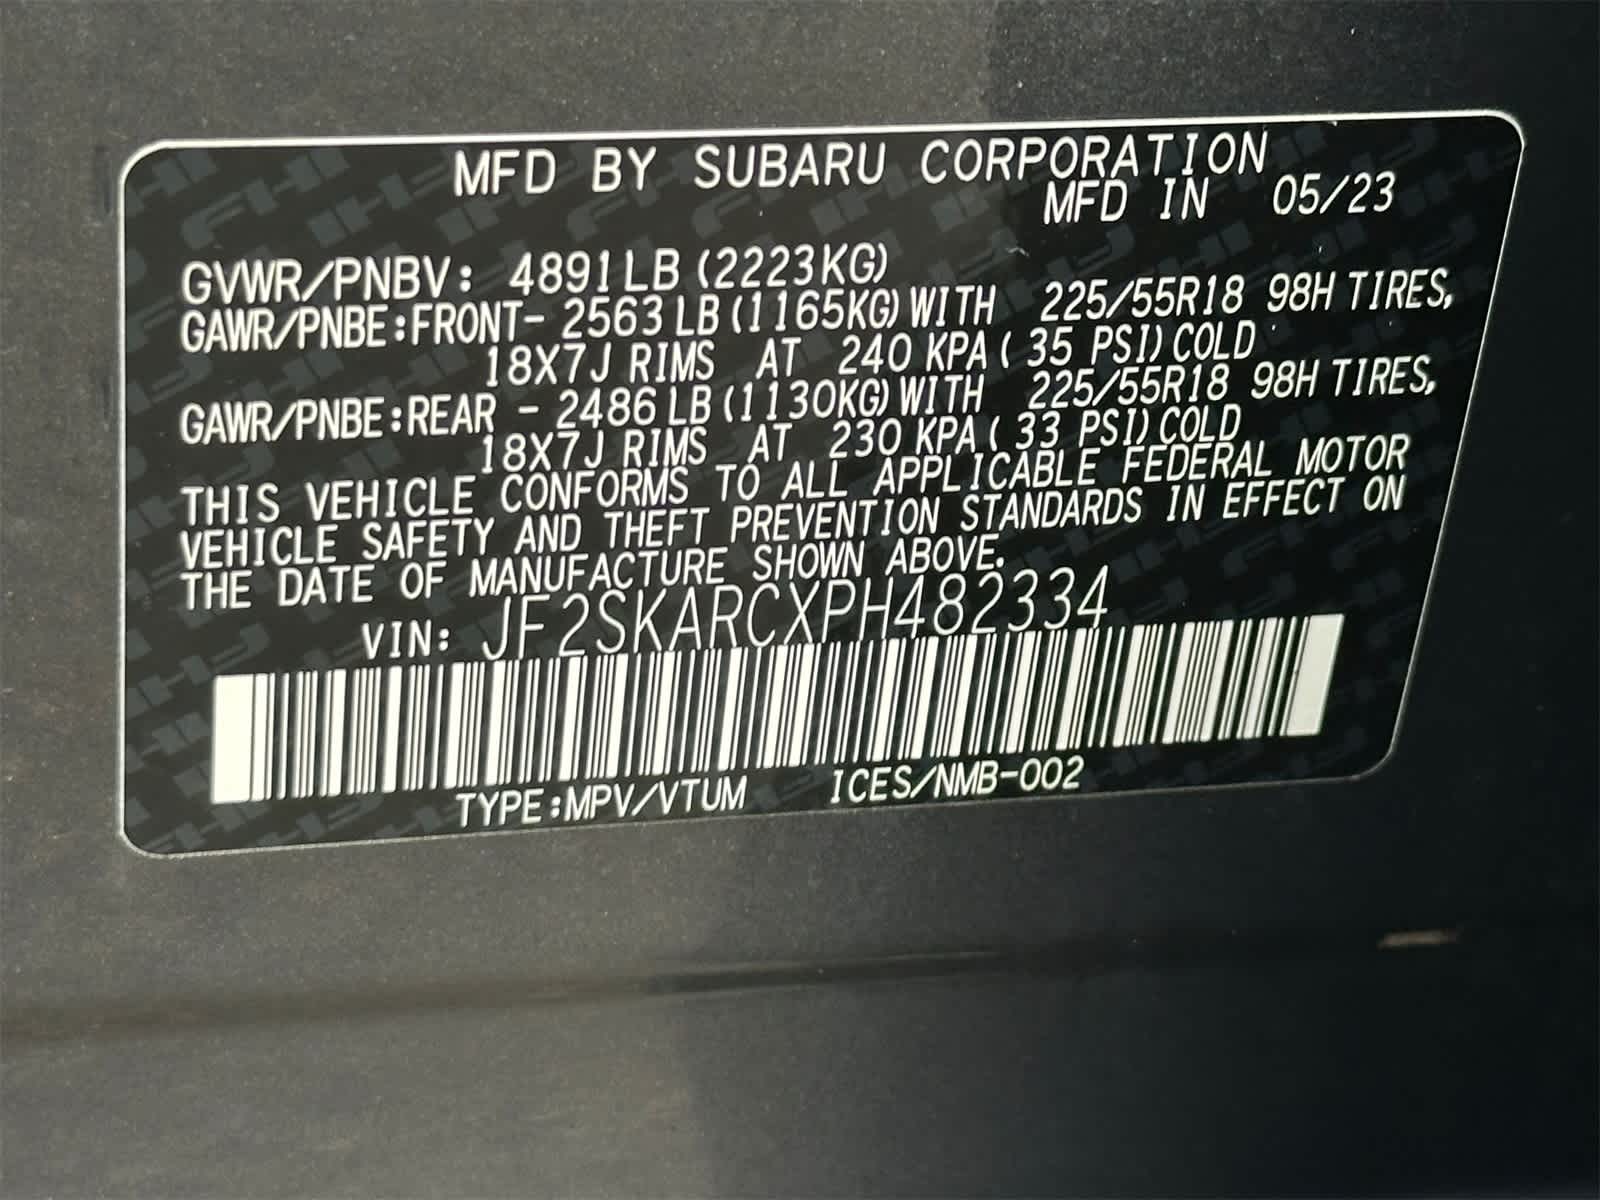 MFD BY SUBARU CORPORATION
MFD IN 05/23
GVWR/PNBV: 4891LB (2223KG)
GAWR/PNBE:FRONT- 2563LB(1165KG)WITH 225/55R18 98H TIRES,
18X7J RIMS AT 240 KPA( 35 PSI)COLD
GAWR/PNBE:REAR - 2486LB(1130KG)WITH 225/55R18 98H TIRES,
18X7J RIMS AT 230 KPA( 33 PSI)COLD
THIS VEHICLE CONFORMS TO ALL APPLICABLE FEDERAL MOTOR
VEHICLE SAFETY AND THEFT PREVENTION STANDARDS IN EFFECT ON
THE DATE OF MANUFACTURE SHOWN ABOVE.
VIN: JF2SKARCXPH482334
TYPE:MPV/VTUM ICES/NMB-002